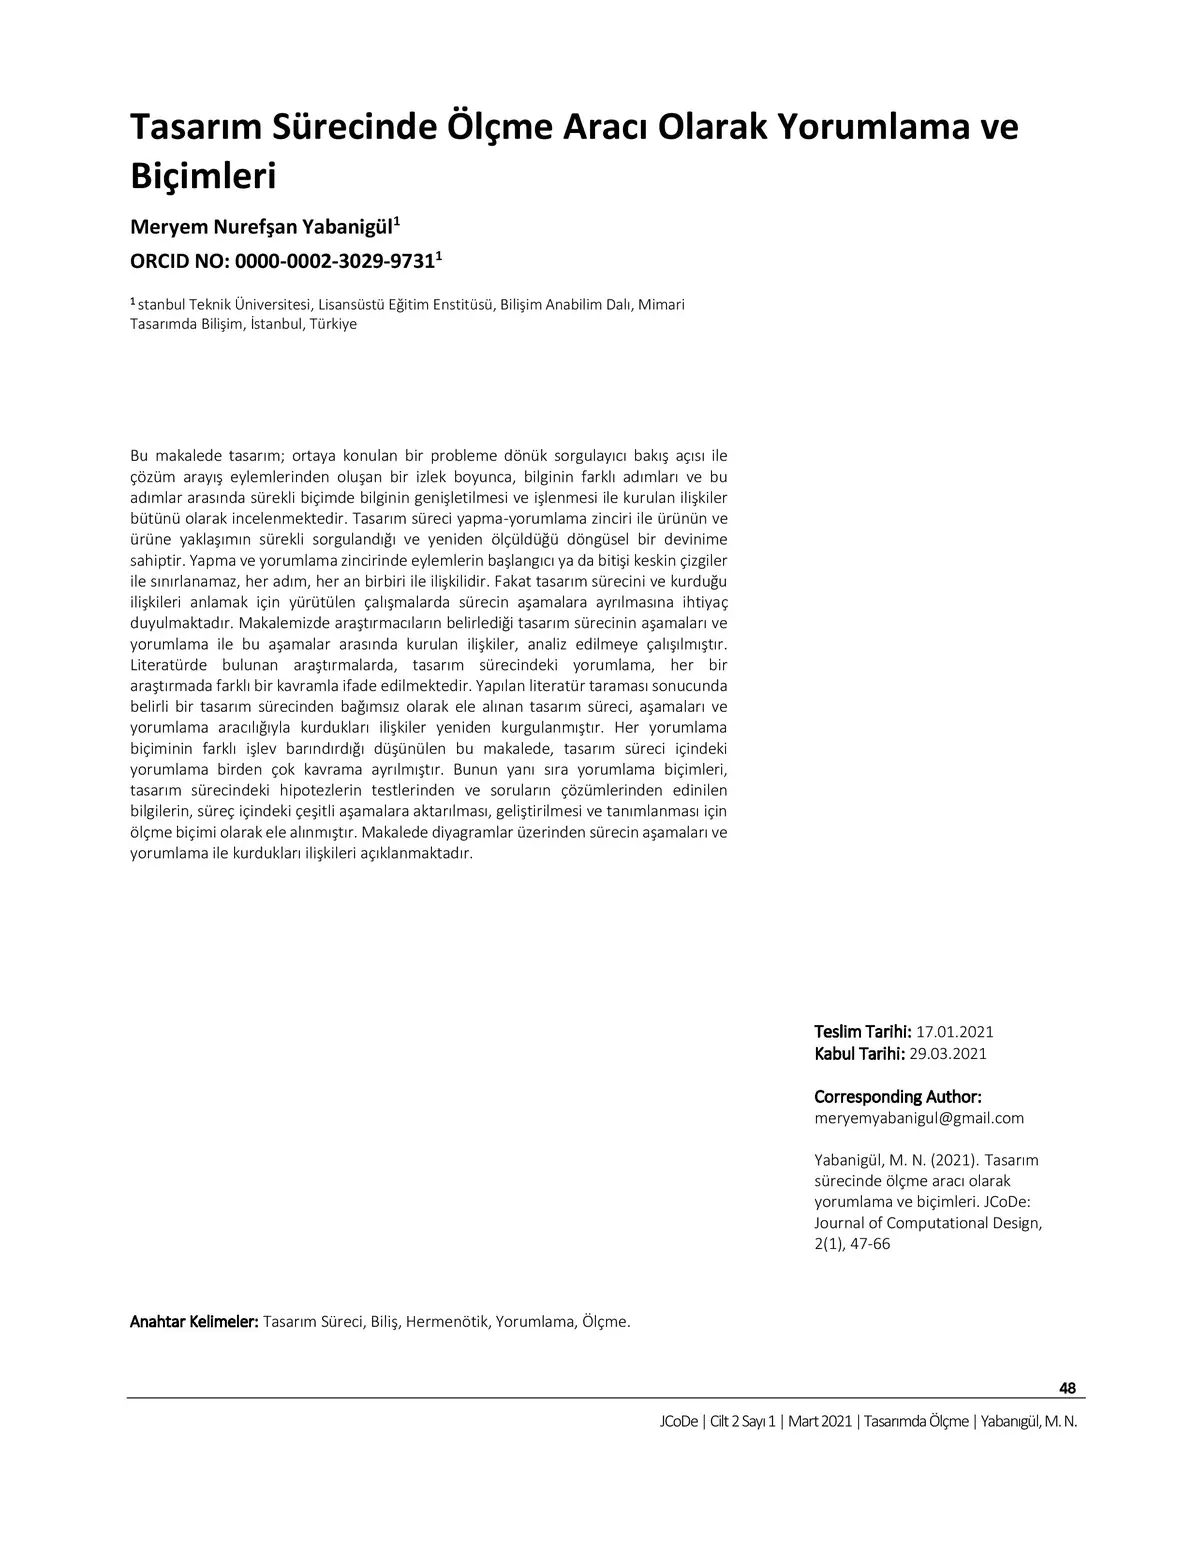 Tasarım Sürecinde Ölçme Aracı Olarak Yorumlama ve
Biçimleri
Meryem Nurefşan Yabanigül1
ORCID NO: 0000-0002-3029-97311
1 stanbul Teknik Üniversitesi, Lisansüstü Eğitim Enstitüsü, Bilişim Anabilim Dalı, Mimari
Tasarımda Bilişim, İstanbul, Türkiye
Bu makalede tasarım; ortaya konulan bir probleme dönük sorgulayıcı bakış açısı ile
çözüm arayış eylemlerinden oluşan bir izlek boyunca, bilginin farklı adımları ve bu
adımlar arasında sürekli biçimde bilginin genişletilmesi ve işlenmesi ile kurulan ilişkiler
bütünü olarak incelenmektedir. Tasarım süreci yapma-yorumlama zinciri ile ürünün ve
ürüne yaklaşımın sürekli sorgulandığı ve yeniden ölçüldüğü döngüsel bir devinime
sahiptir. Yapma ve yorumlama zincirinde eylemlerin başlangıcı ya da bitişi keskin çizgiler
ile sınırlanamaz, her adım, her an birbiri ile ilişkilidir. Fakat tasarım sürecini ve kurduğu
ilişkileri anlamak için yürütülen çalışmalarda sürecin aşamalara ayrılmasına ihtiyaç
duyulmaktadır. Makalemizde araştırmacıların belirlediği tasarım sürecinin aşamaları ve
yorumlama ile bu aşamalar arasında kurulan ilişkiler, analiz edilmeye çalışılmıştır.
Literatürde bulunan araştırmalarda, tasarım sürecindeki yorumlama, her bir
araştırmada farklı bir kavramla ifade edilmektedir. Yapılan literatür taraması sonucunda
belirli bir tasarım sürecinden bağımsız olarak ele alınan tasarım süreci, aşamaları ve
yorumlama aracılığıyla kurdukları ilişkiler yeniden kurgulanmıştır. Her yorumlama
biçiminin farklı işlev barındırdığı düşünülen bu makalede, tasarım süreci içindeki
yorumlama birden çok kavrama ayrılmıştır. Bunun yanı sıra yorumlama biçimleri,
tasarım sürecindeki hipotezlerin testlerinden ve soruların çözümlerinden edinilen
bilgilerin, süreç içindeki çeşitli aşamalara aktarılması, geliştirilmesi ve tanımlanması için
ölçme biçimi olarak ele alınmıştır. Makalede diyagramlar üzerinden sürecin aşamaları ve
yorumlama ile kurdukları ilişkileri açıklanmaktadır.
Teslim Tarihi: 17.01.2021
Kabul Tarihi: 29.03.2021
Corresponding Author:
meryemyabanigul@gmail.com
Yabanigül, M. N. (2021). Tasarım
sürecinde ölçme aracı olarak
yorumlama ve biçimleri. JCoDe:
Journal of Computational Design,
2(1), 47-66
Anahtar Kelimeler: Tasarım Süreci, Biliş, Hermenötik, Yorumlama, Ölçme.
48
JCoDe | Cilt 2 Sayı 1 | Mart 2021 | Tasarımda Ölçme | Yabanıgül, M. N.